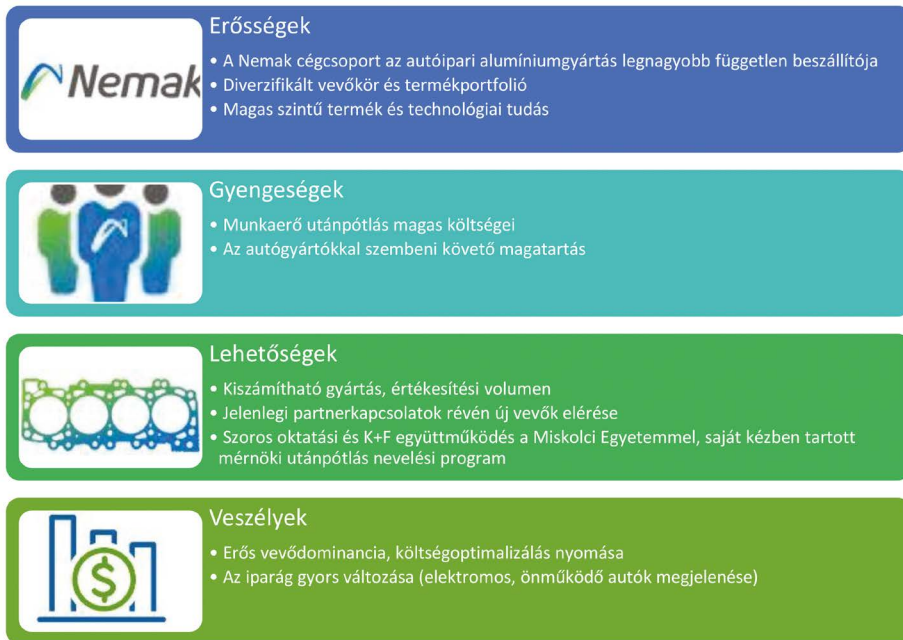 Nemak
Erősségek
• A Nemak cégcsoport az autóipari alumíniumgyártás legnagyobb független beszállítója
• Diverzifikált vevőkör és termékportfolió
• Magas szintű termék és technológiai tudás
Gyengeségek
• Munkaerő utánpótlás magas költségei
• Az autógyártókkal szembeni követő magatartás
Lehetőségek
• Kiszámítható gyártás, értékesítési volumen
• Jelenlegi partnerkapcsolatok révén új vevők elérése
• Szoros oktatási és K+F együttműködés a Miskolci Egyetemmel, saját kézben tartott
mérnöki utánpótlás nevelési program
Veszélyek
• Erős vevődominancia, költségoptimalizálás nyomása
• Az iparág gyors változása (elektromos, önműködő autók megjelenése)
$